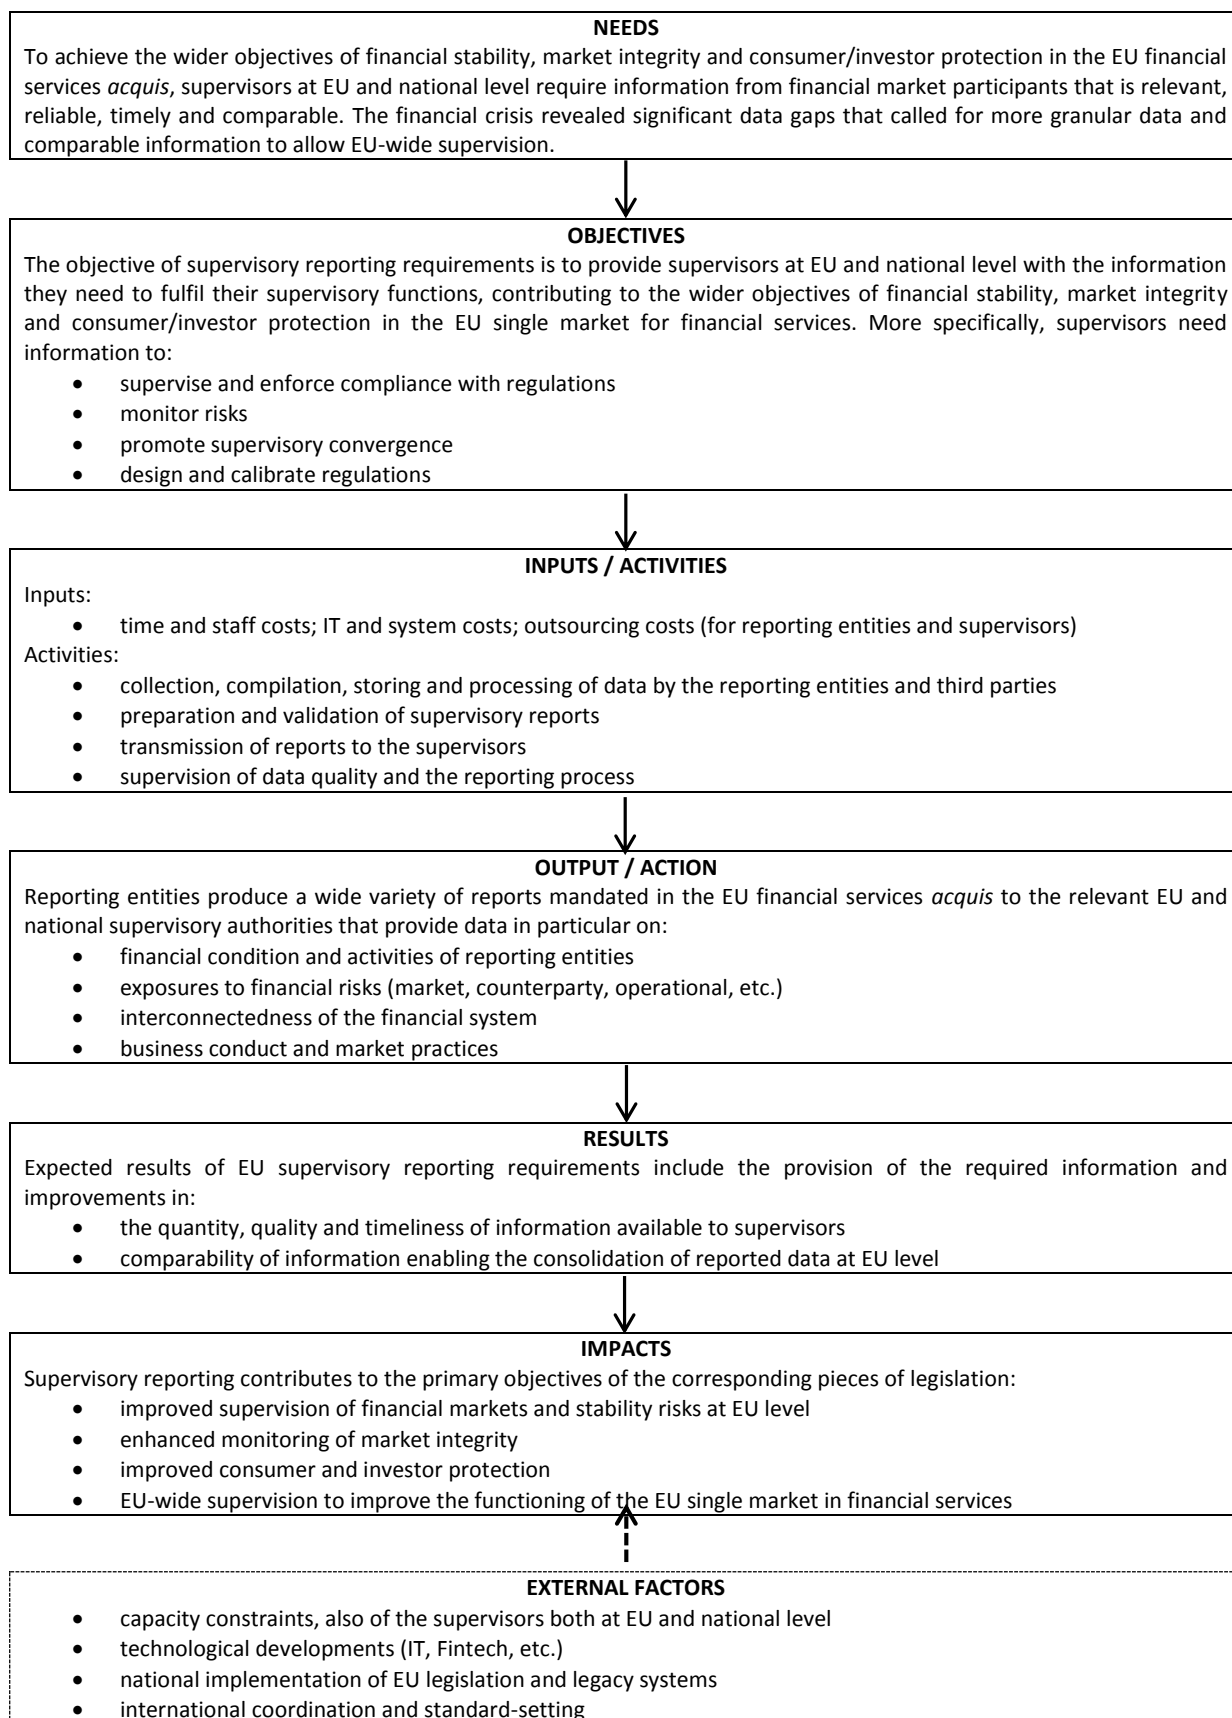 NEEDS
To achieve the wider objectives of financial stability, market integrity and consumer/investor protection in the EU financial
services acquis, supervisors at EU and national level require information from financial market participants that is relevant,
reliable, timely and comparable. The financial crisis revealed significant data gaps that called for more granular data and
comparable information to allow EU-wide supervision.
OBJECTIVES
The objective of supervisory reporting requirements is to provide supervisors at EU and national level with the information
they need to fulfil their supervisory functions, contributing to the wider objectives of financial stability, market integrity
and consumer/investor protection in the EU single market for financial services. More specifically, supervisors need
information to:
• supervise and enforce compliance with regulations
• monitor risks
• promote supervisory convergence
• design and calibrate regulations
INPUTS / ACTIVITIES
Inputs:
• time and staff costs; IT and system costs; outsourcing costs (for reporting entities and supervisors)
Activities:
• collection, compilation, storing and processing of data by the reporting entities and third parties
• preparation and validation of supervisory reports
• transmission of reports to the supervisors
• supervision of data quality and the reporting process
OUTPUT / ACTION
Reporting entities produce a wide variety of reports mandated in the EU financial services acquis to the relevant EU and
national supervisory authorities that provide data in particular on:
• financial condition and activities of reporting entities
• exposures to financial risks (market, counterparty, operational, etc.)
• interconnectedness of the financial system
• business conduct and market practices
RESULTS
Expected results of EU supervisory reporting requirements include the provision of the required information and
improvements in:
• the quantity, quality and timeliness of information available to supervisors
• comparability of information enabling the consolidation of reported data at EU level
IMPACTS
Supervisory reporting contributes to the primary objectives of the corresponding pieces of legislation:
• improved supervision of financial markets and stability risks at EU level
• enhanced monitoring of market integrity
• improved consumer and investor protection
• EU-wide supervision to improve the functioning of the EU single market in financial services
EXTERNAL FACTORS
• capacity constraints, also of the supervisors both at EU and national level
• technological developments (IT, Fintech, etc.)
• national implementation of EU legislation and legacy systems
• international coordination and standard-setting